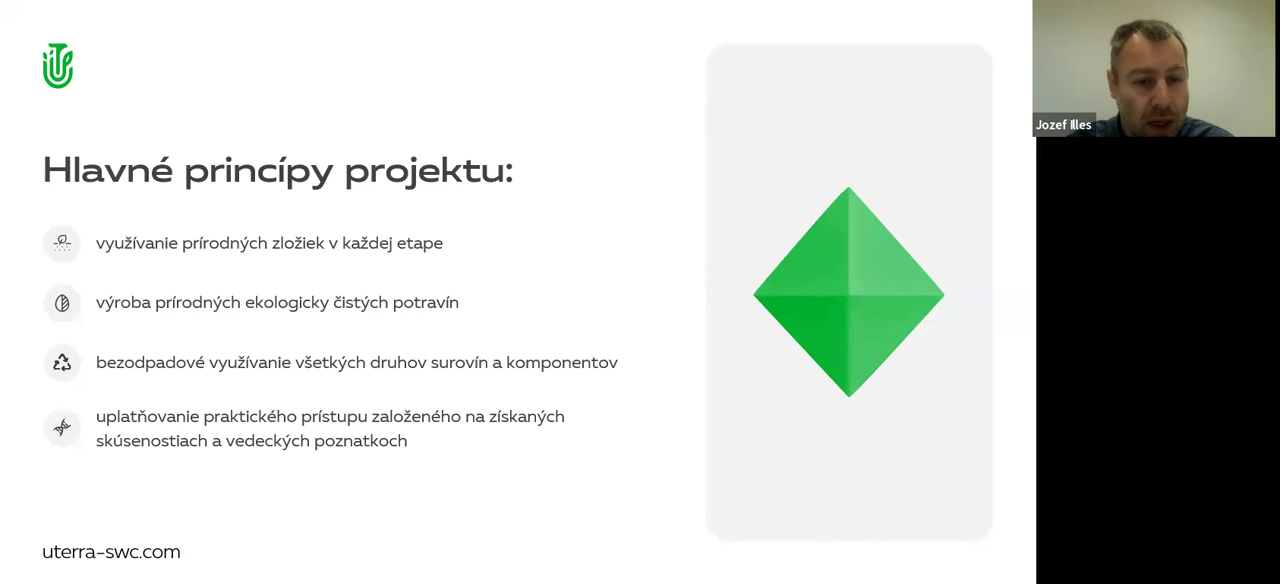 Hlavné princípy projektu:
využívanie prírodných zložiek v každej etape
výroba prírodných ekologicky čistých potravín
bezodpadové využívanie všetkých druhov surovín a komponentov
uplatňovanie praktického prístupu založeného na získaných
skúsenostiach a vedeckých poznatkoch
uterra-swc.com
Jozef Illes